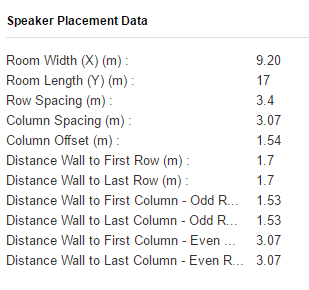 Speaker Placement Data
Room Width (X) (m) : 9.20
Room Length (Y) (m) : 17
Row Spacing (m) : 3.4
Column Spacing (m) : 3.07
Column Offset (m) : 1.54
Distance Wall to First Row (m) : 1.7
Distance Wall to Last Row (m) : 1.7
Distance Wall to First Column - Odd R... 1.53
Distance Wall to Last Column - Odd R... 1.53
Distance Wall to First Column - Even ... 3.07
Distance Wall to Last Column - Even R... 3.07